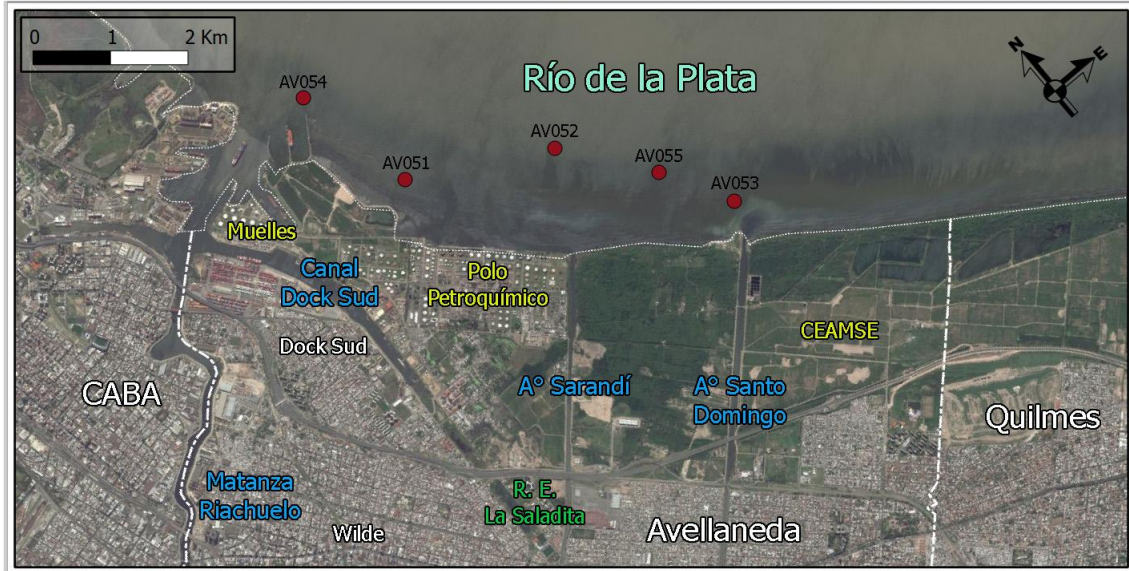 0 1 2 Km
N
E
AV054
Río de la Plata
AV052
AV055
AV051
AV053
Muelles
Canal
Dock Sud
Polo
Petroquímico
CEAMSE
Dock Sud
CABA
A° Sarandí
A° Santo
Domingo
Quilmes
Matanza
Riachuelo
R. E.
La Saladita
Wilde
Avellaneda